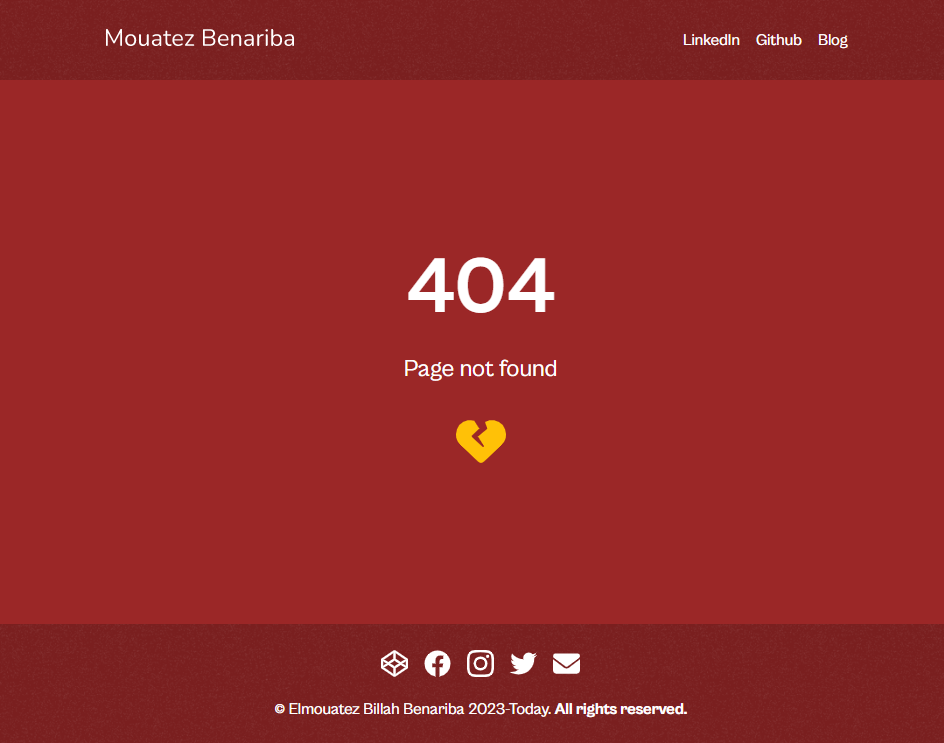 Mouatez Benariba
LinkedIn Github Blog
404
Page not found
© Elmouatez Billah Benariba 2023-Today. All rights reserved.